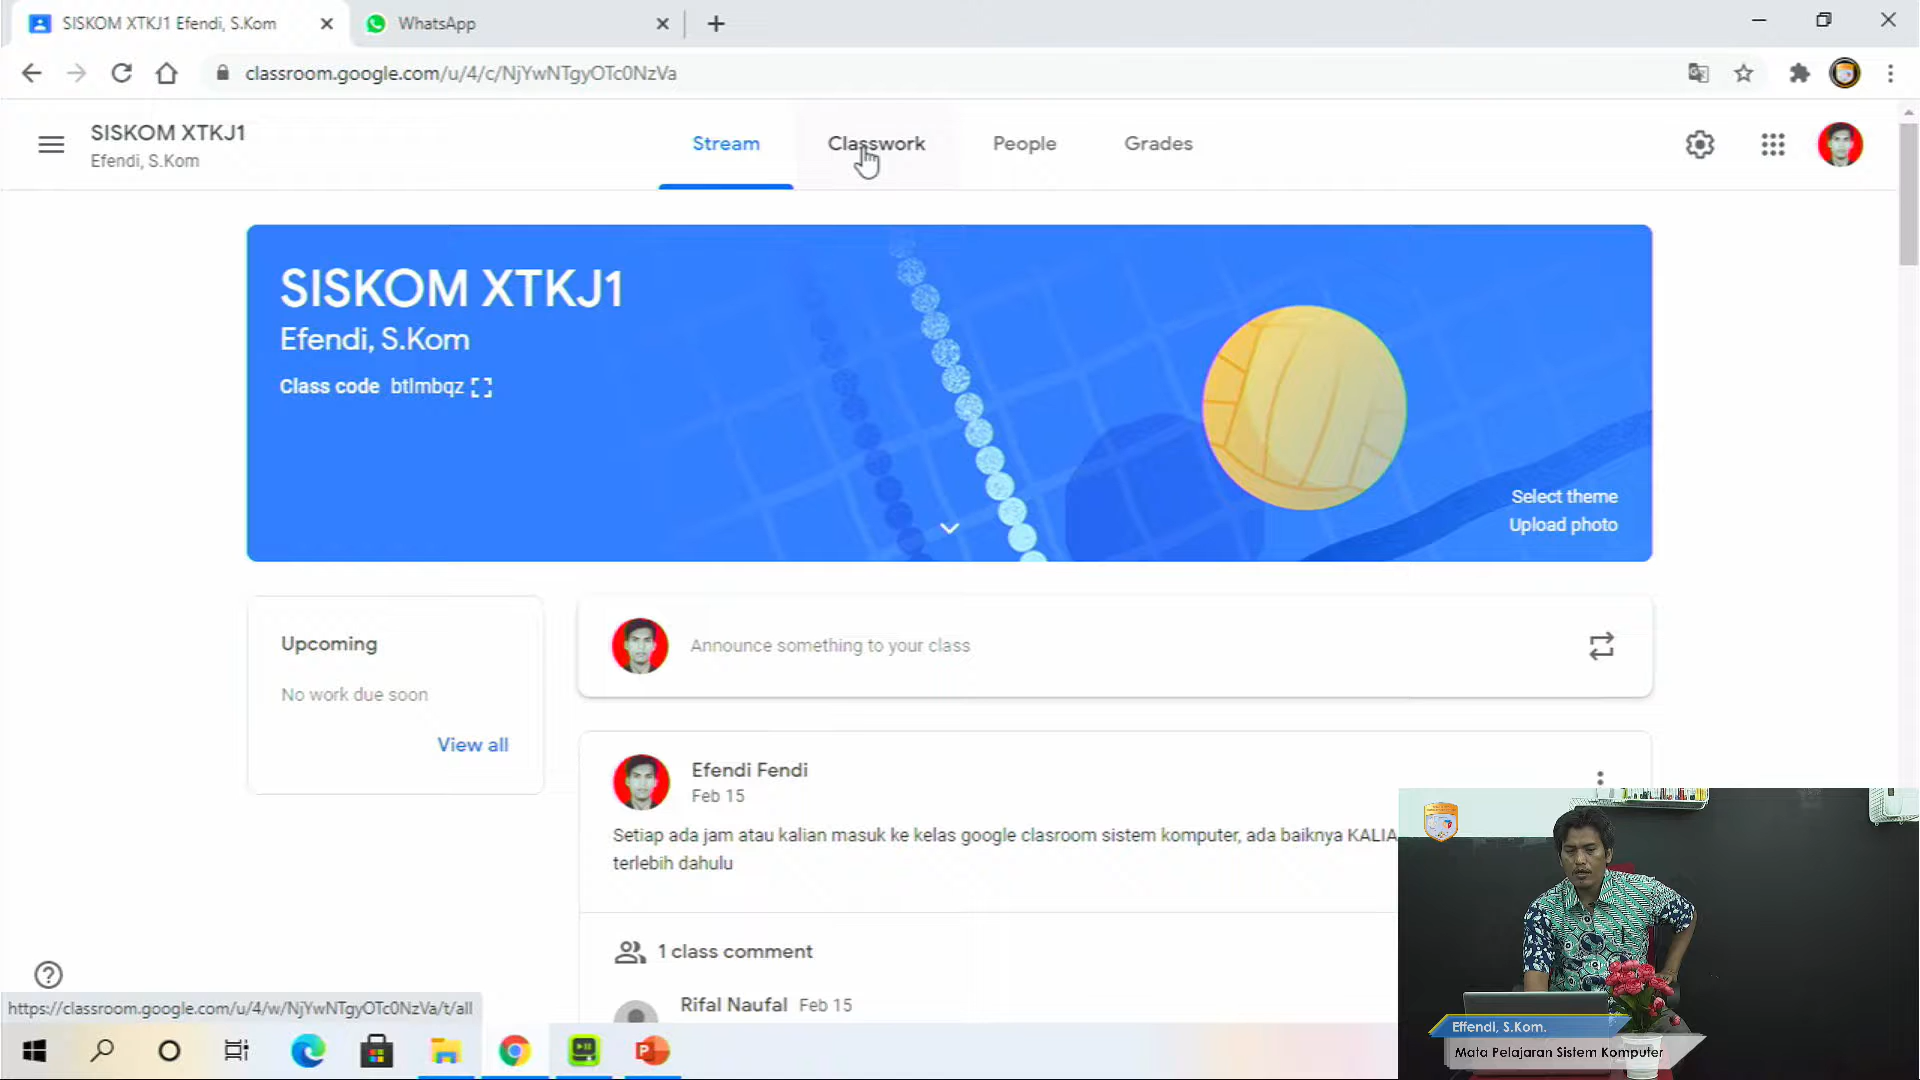 SISKOM XTKJ1 Efendi, S.Kom
WhatsApp
classroom.google.com/u/4/c/NjYwNTgyOTc0NzVa
SISKOM XTKJ1
Efendi, S.Kom
Stream
Classwork
People
Grades
SISKOM XTKJ1
Efendi, S.Kom
Class code btlmbqz
Select theme
Upload photo
Upcoming
No work due soon
View all
Announce something to your class
Efendi Fendi
Feb 15
Setiap ada jam atau kalian masuk ke kelas google clasroom sistem komputer, ada baiknya KALIA
terlebih dahulu
1 class comment
Rifal Naufal Feb 15
https://classroom.google.com/u/4/w/NjYwNTgyOTc0NzVa/t/all
Effendi, S.Kom.
Mata Pelajaran Sistem Komputer